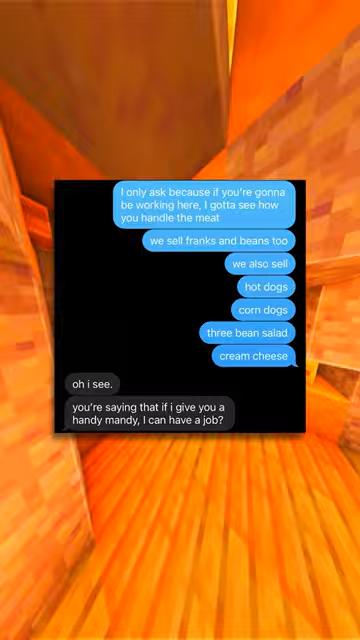 I only ask because if you're gonna
be working here, I gotta see how
you handle the meat
we sell franks and beans too
we also sell
hot dogs
corn dogs
three bean salad
cream cheese
oh i see.
you're saying that if i give you a
handy mandy, I can have a job?